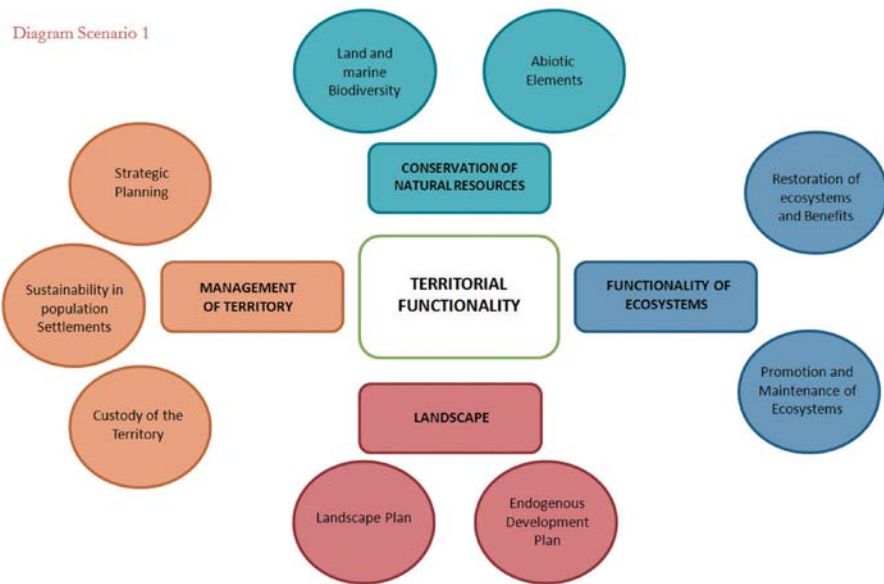 Diagram Scenario 1
Land and
marine
Biodiversity
Abiotic
Elements
CONSERVATION OF
NATURAL RESOURCES
Strategic
Planning
Restoration of
ecosystems
and Benefits
Sustainability in
population
Settlements
MANAGEMENT
OF TERRITORY
TERRITORIAL
FUNCTIONALITY
FUNCTIONALITY OF
ECOSYSTEMS
Custody of the
Territory
LANDSCAPE
Promotion and
Maintenance of
Ecosystems
Landscape Plan
Endogenous
Development
Plan